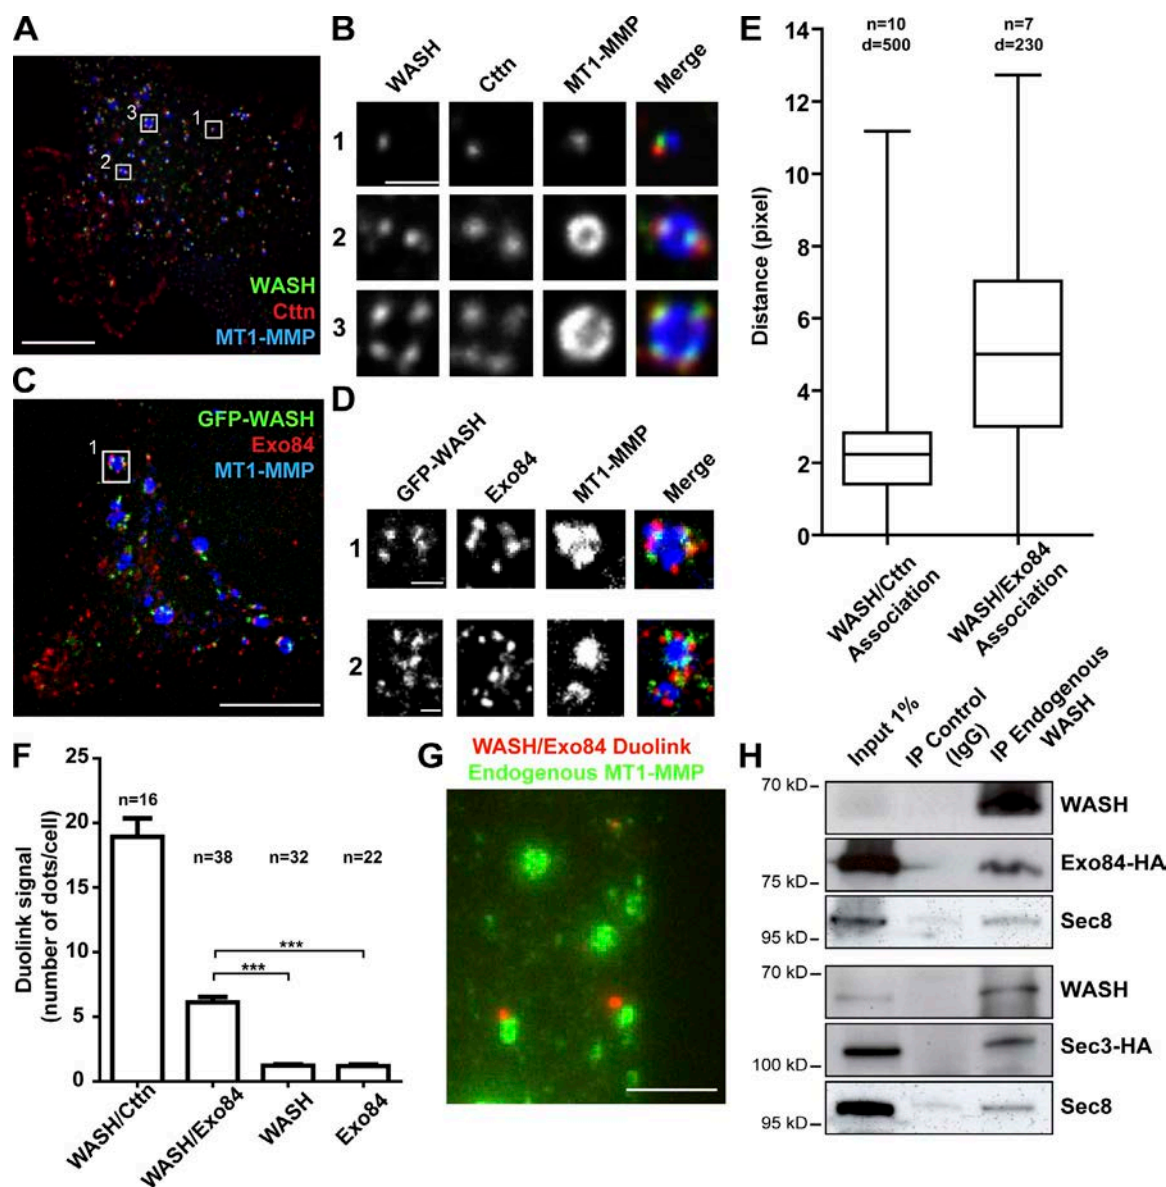 A
3
1
2
WASH
Cttn
MT1-MMP
B
WASH
Cttn
MT1-MMP
Merge
1
2
3
C
GFP-WASH
Exo84
MT1-MMP
1
D
GFP-WASH
Exo84
MT1-MMP
Merge
1
2
E
n=10
d=500
n=7
d=230
14
12
10
8
6
4
2
0
Distance (pixel)
WASH/Cttn
Association
WASH/Exo84
Association
F
25
20
15
10
5
0
Duolink signal
(number of dots/cell)
n=16
n=38
n=32
n=22
***
***
WASH/Cttn
WASH/Exo84
WASH
Exo84
G
WASH/Exo84 Duolink
Endogenous MT1-MMP
H
Input 1%
IP Control
(IgG)
IP Endogenous
WASH
70 kD
WASH
75 kD
Exo84-HA
95 kD
Sec8
70 kD
WASH
100 kD
Sec3-HA
95 kD
Sec8